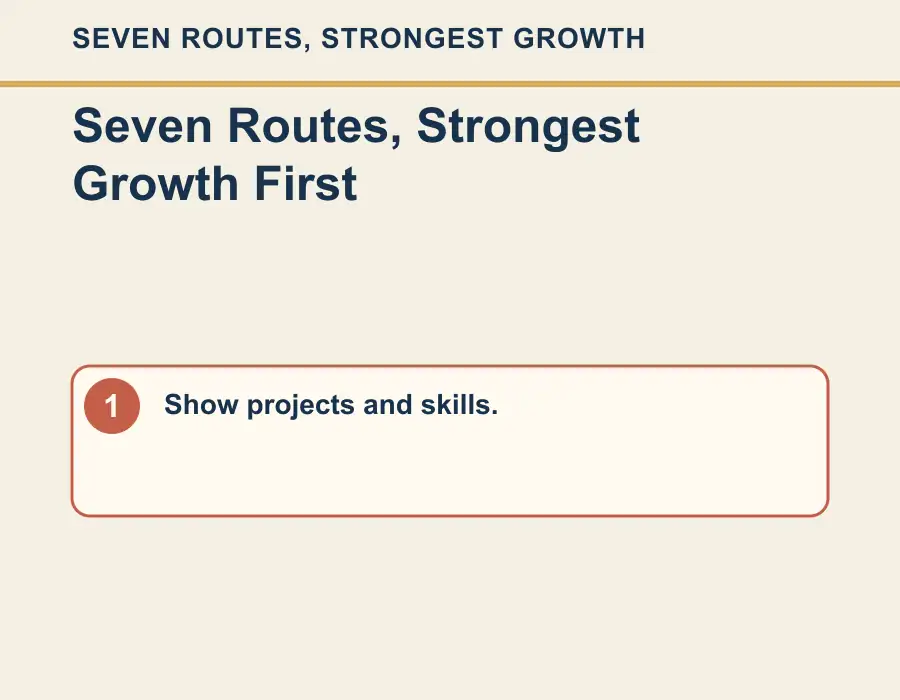 SEVEN ROUTES, STRONGEST GROWTH
Seven Routes, Strongest
Growth First
1 Show projects and skills.